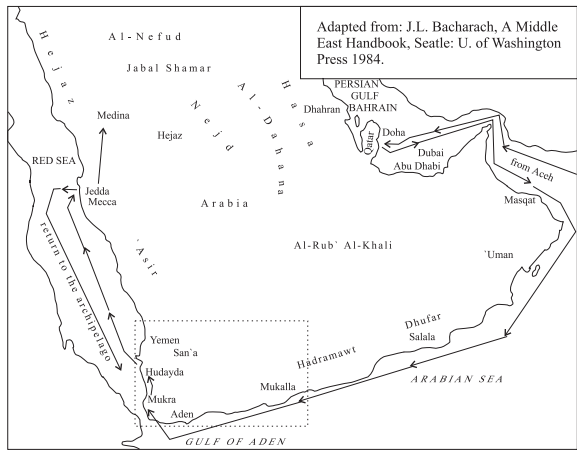 Adapted from: J.L. Bacharach, A Middle
East Handbook, Seatle: U. of Washington
Press 1984.
Hejaz
Al-Nefud
Jabal Shamar
Al-Dahana
Hasa
Nejd
PERSIAN
GULF
BAHRAIN
Dhahran
Medina
Hejaz
Qatar
Doha
Dubai
Abu Dhabi
from Aceh
RED SEA
Jedda
Mecca
Masqat
Arabia
return to the archipelago
`Asir
Al-Rub` Al-Khali
`Uman
Yemen
San`a
Dhufar
Salala
Hudayda
Hadramawt
Mukalla
ARABIAN SEA
Mukra
Aden
GULF OF ADEN